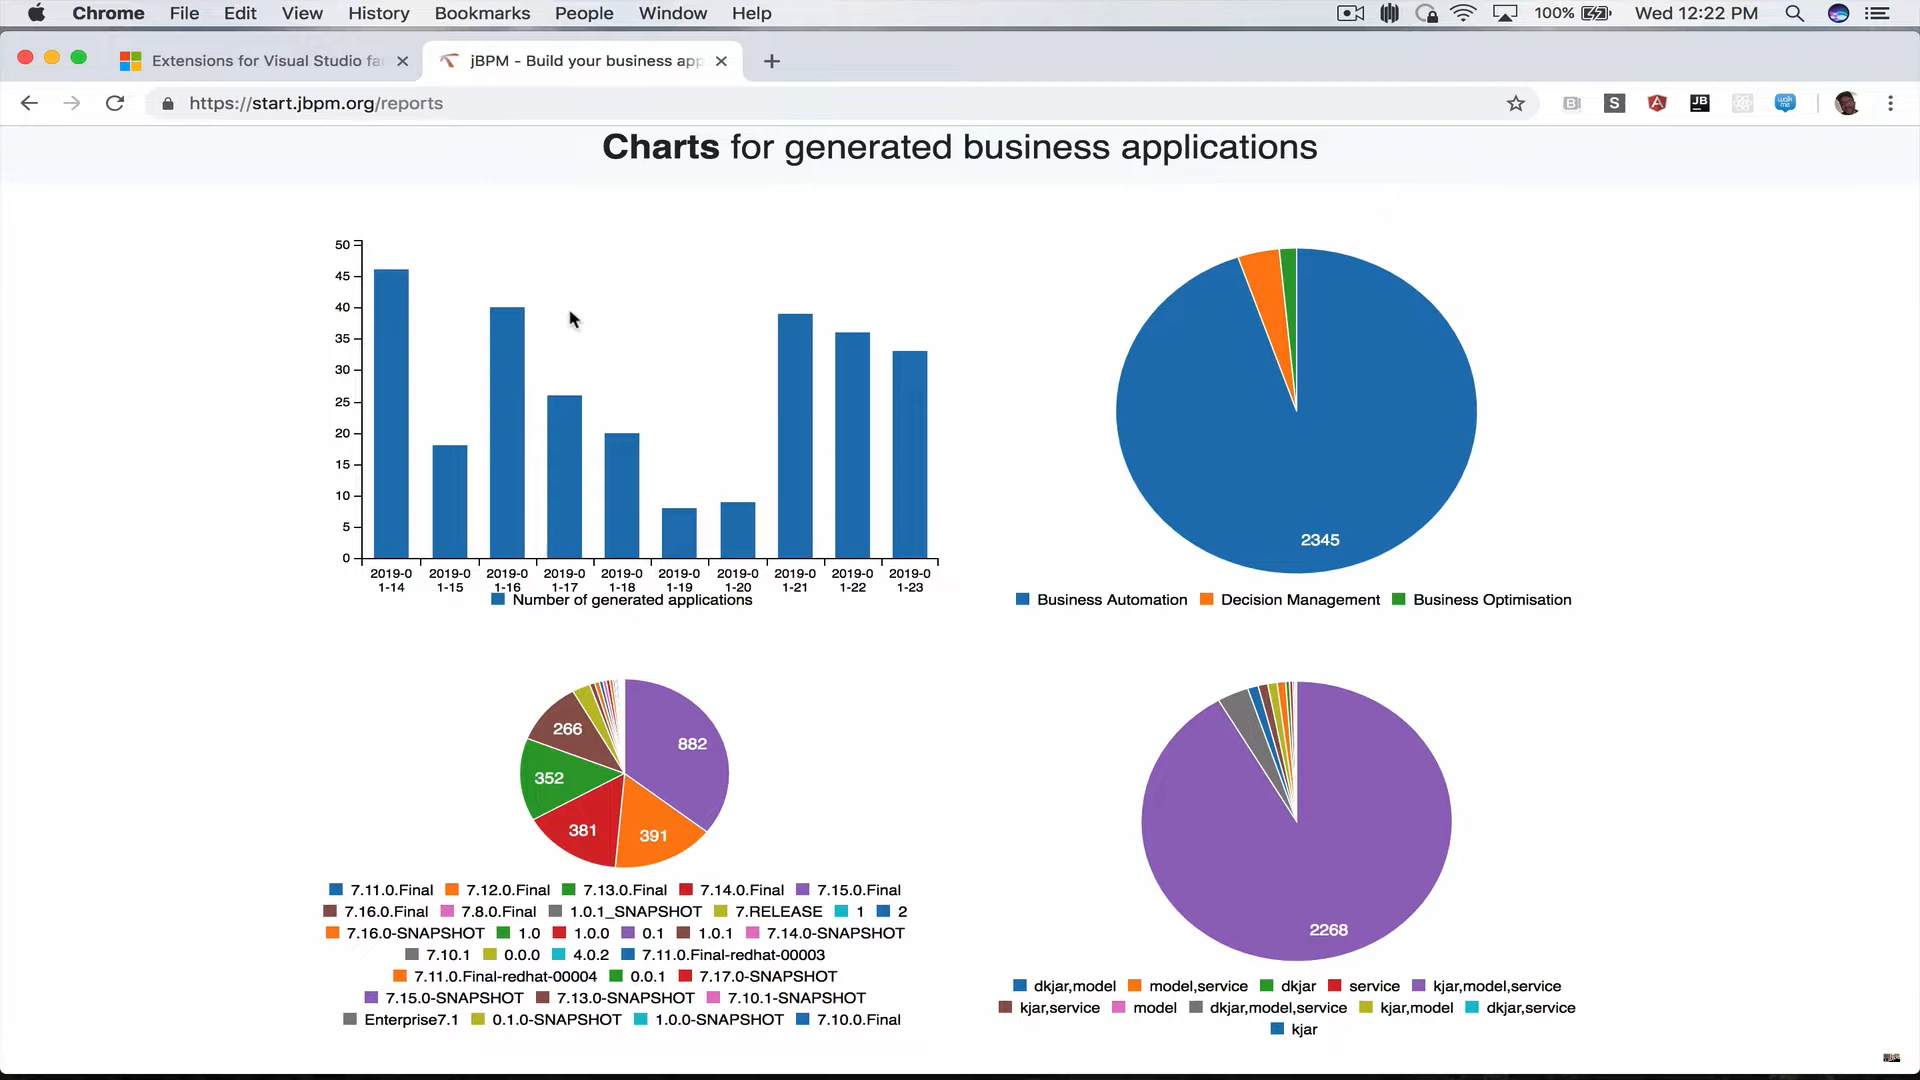 Chrome File Edit View History Bookmarks People Window Help 100% Wed 12:22 PM
Extensions for Visual Studio fa jBPM - Build your business app
https://start.jbpm.org/reports
Charts for generated business applications
50
45
40
35
30
25
20
15
10
5
0
2019-0 2019-0 2019-0 2019-0 2019-0 2019-0 2019-0 2019-0 2019-0 2019-0
1-14 1-15 1-16 1-17 1-18 1-19 1-20 1-21 1-22 1-23
Number of generated applications
2345
Business Automation Decision Management Business Optimisation
882
266
352
381
391
7.11.0.Final 7.12.0.Final 7.13.0.Final 7.14.0.Final 7.15.0.Final
7.16.0.Final 7.8.0.Final 1.0.1_SNAPSHOT 7.RELEASE 1 2
7.16.0-SNAPSHOT 1.0 1.0.0 0.1 1.0.1 7.14.0-SNAPSHOT
7.10.1 0.0.0 4.0.2 7.11.0.Final-redhat-00003
7.11.0.Final-redhat-00004 0.0.1 7.17.0-SNAPSHOT
7.15.0-SNAPSHOT 7.13.0-SNAPSHOT 7.10.1-SNAPSHOT
Enterprise7.1 0.1.0-SNAPSHOT 1.0.0-SNAPSHOT 7.10.0.Final
2268
dkjar,model model,service dkjar service kjar,model,service
kjar,service model dkjar,model,service kjar,model dkjar,service
kjar